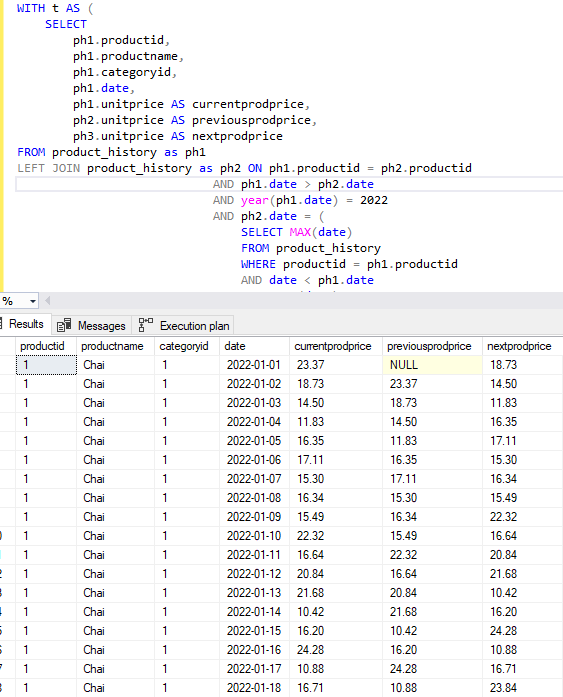 WITH t AS (
SELECT
ph1.productid,
ph1.productname,
ph1.categoryid,
ph1.date,
ph1.unitprice AS currentprodprice,
ph2.unitprice AS previousprodprice,
ph3.unitprice AS nextprodprice
FROM product_history as ph1
LEFT JOIN product_history as ph2 ON ph1.productid = ph2.productid
AND ph1.date > ph2.date
AND year(ph1.date) = 2022
AND ph2.date = (
SELECT MAX(date)
FROM product_history
WHERE productid = ph1.productid
AND date < ph1.date
%
Results Messages Execution plan
productid productname categoryid date currentprodprice previousprodprice nextprodprice
1 Chai 1 2022-01-01 23.37 NULL 18.73
1 Chai 1 2022-01-02 18.73 23.37 14.50
1 Chai 1 2022-01-03 14.50 18.73 11.83
1 Chai 1 2022-01-04 11.83 14.50 16.35
1 Chai 1 2022-01-05 16.35 11.83 17.11
1 Chai 1 2022-01-06 17.11 16.35 15.30
1 Chai 1 2022-01-07 15.30 17.11 16.34
1 Chai 1 2022-01-08 16.34 15.30 15.49
1 Chai 1 2022-01-09 15.49 16.34 22.32
1 Chai 1 2022-01-10 22.32 15.49 16.64
1 Chai 1 2022-01-11 16.64 22.32 20.84
1 Chai 1 2022-01-12 20.84 16.64 21.68
1 Chai 1 2022-01-13 21.68 20.84 10.42
1 Chai 1 2022-01-14 10.42 21.68 16.20
1 Chai 1 2022-01-15 16.20 10.42 24.28
1 Chai 1 2022-01-16 24.28 16.20 10.88
1 Chai 1 2022-01-17 10.88 24.28 16.71
1 Chai 1 2022-01-18 16.71 10.88 23.84